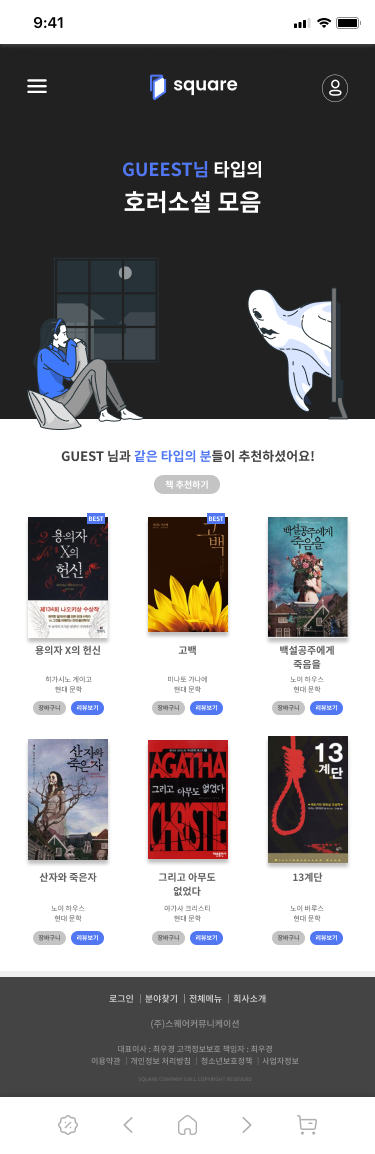 9:41
square
GUEEST님 타입의
호러소설 모음
GUEST 님과 같은 타입의 분들이 추천하셨어요!
책 추천하기
BEST
용의자
X의
헌신
제134회 나오키상 수상작
용의자 X의 헌신
히가시노 게이고
현대 문학
장바구니
리뷰보기
BEST
고백
고백
미나토 가나에
현대 문학
장바구니
리뷰보기
백설공주에게
죽음을
백설공주에게
죽음을
노이 하우스
현대 문학
장바구니
리뷰보기
산 자와
죽은 자
산자와 죽은자
노이 하우스
현대 문학
장바구니
리뷰보기
AGATHA
그리고 아무도 없었다
CHRISTIE
그리고 아무도
없었다
아가사 크리스티
현대 문학
장바구니
리뷰보기
13
계단
13계단
노이 바루스
현대 문학
장바구니
리뷰보기
로그인 | 분야찾기 | 전체메뉴 | 회사소개
(주)스퀘어커뮤니케이션
대표이사 : 최우경 고객정보보호 책임자 : 최우경
이용약관 | 개인정보 처리방침 | 청소년보호정책 | 사업자정보